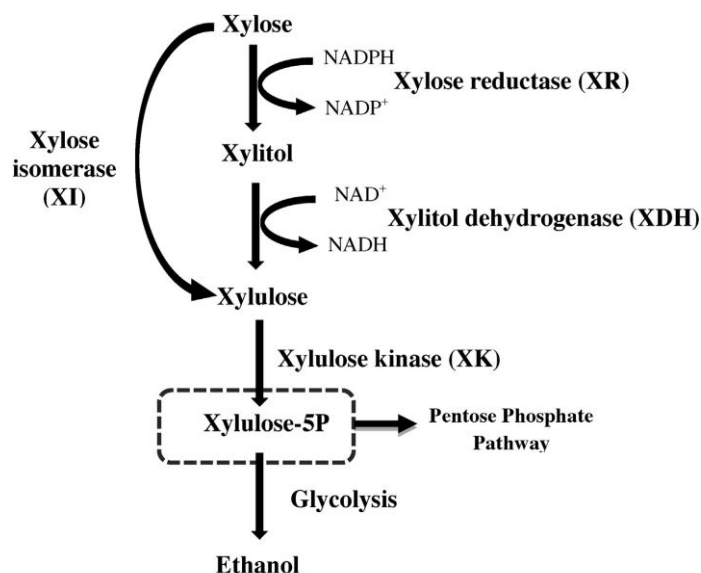 Xylose
NADPH
Xylose reductase (XR)
NADP⁺
Xylose
isomerase
(XI)
Xylitol
NAD⁺
Xylitol dehydrogenase (XDH)
NADH
Xylulose
Xylulose kinase (XK)
Xylulose-5P
Pentose Phosphate
Pathway
Glycolysis
Ethanol